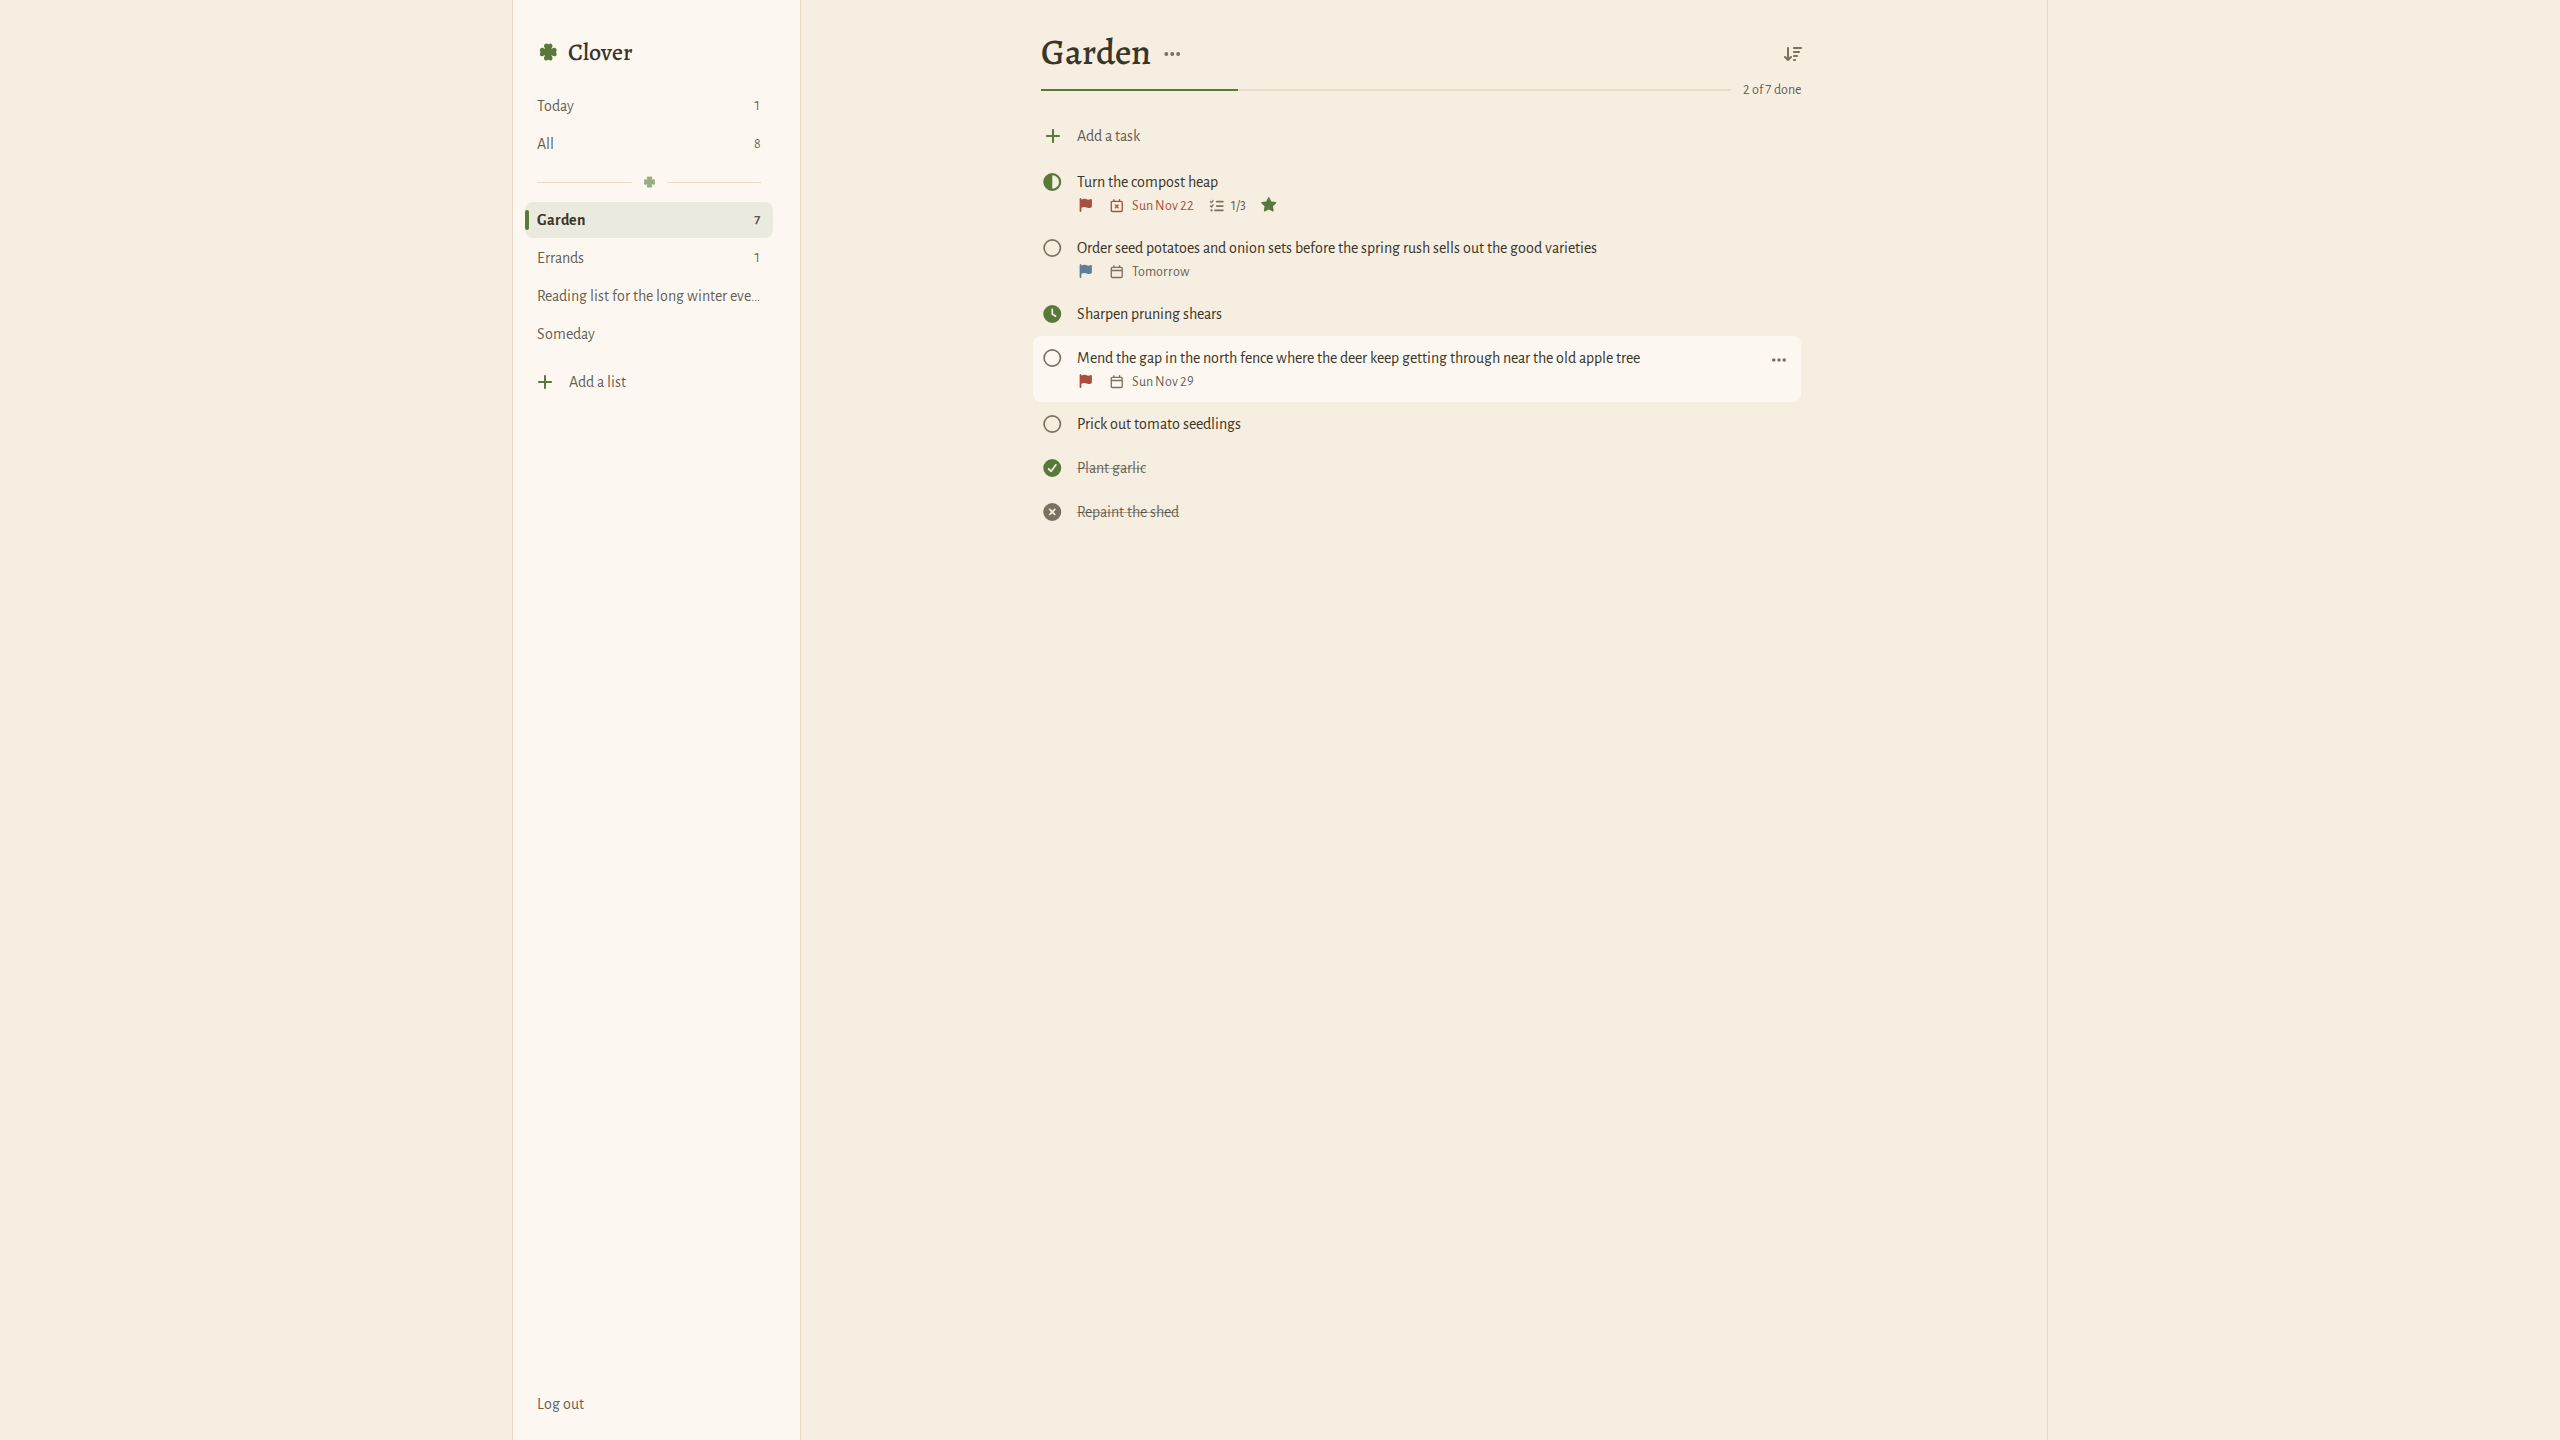 Clover
Today 1
All 8
Garden 7
Errands 1
Reading list for the long winter eve…
Someday
Add a list
Log out
Garden
2 of 7 done
Add a task
Turn the compost heap
Sun Nov 22 1/3
Order seed potatoes and onion sets before the spring rush sells out the good varieties
Tomorrow
Sharpen pruning shears
Mend the gap in the north fence where the deer keep getting through near the old apple tree
Sun Nov 29
Prick out tomato seedlings
Plant garlic
Repaint the shed